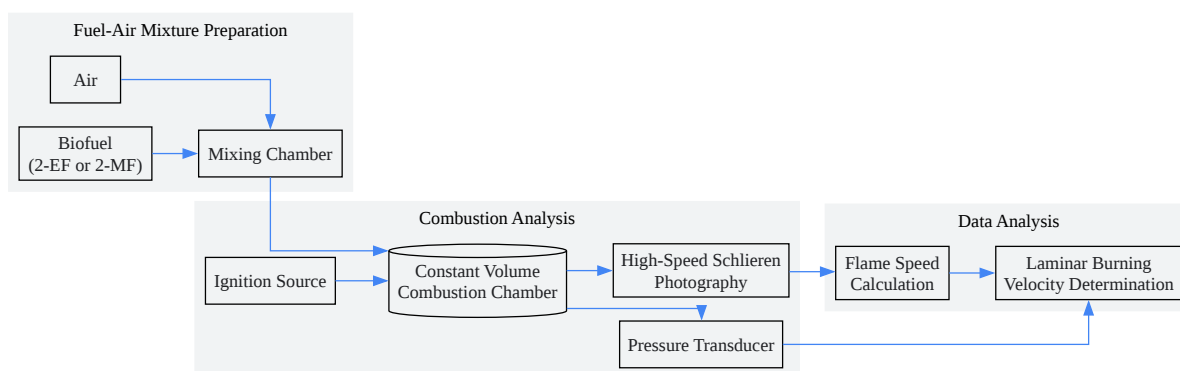 Fuel-Air Mixture Preparation
Air
Biofuel
(2-EF or 2-MF)
Mixing Chamber
Combustion Analysis
Ignition Source
Constant Volume
Combustion Chamber
High-Speed Schlieren
Photography
Pressure Transducer
Data Analysis
Flame Speed
Calculation
Laminar Burning
Velocity Determination